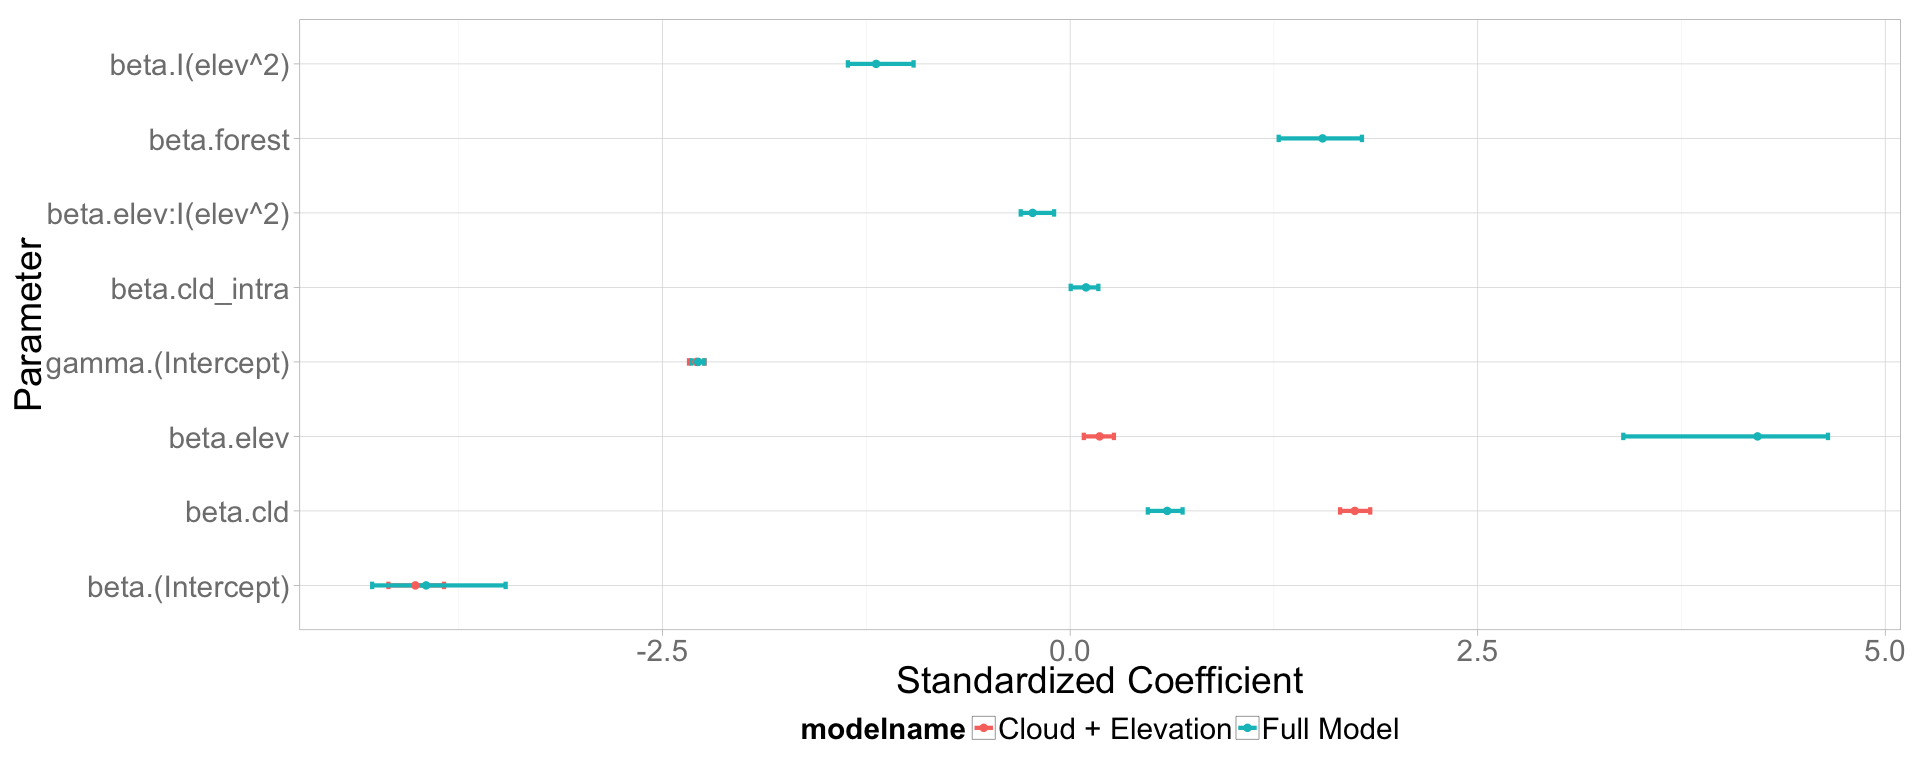 beta.I(elev^2)
beta.forest
beta.elev:I(elev^2)
beta.cld_intra
gamma.(Intercept)
beta.elev
beta.cld
beta.(Intercept)
Parameter
-2.5 0.0 2.5 5.0
Standardized Coefficient
modelname Cloud + Elevation Full Model